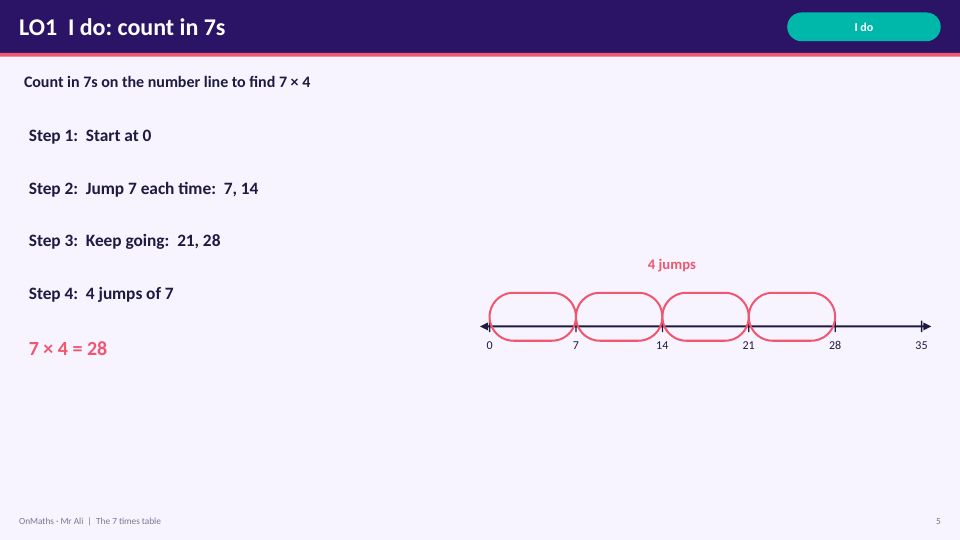 LO1 I do: count in 7s
I do
Count in 7s on the number line to find 7 × 4
Step 1: Start at 0
Step 2: Jump 7 each time: 7, 14
Step 3: Keep going: 21, 28
Step 4: 4 jumps of 7
7 × 4 = 28
4 jumps
0 7 14 21 28 35
OnMaths · Mr Ali | The 7 times table
5